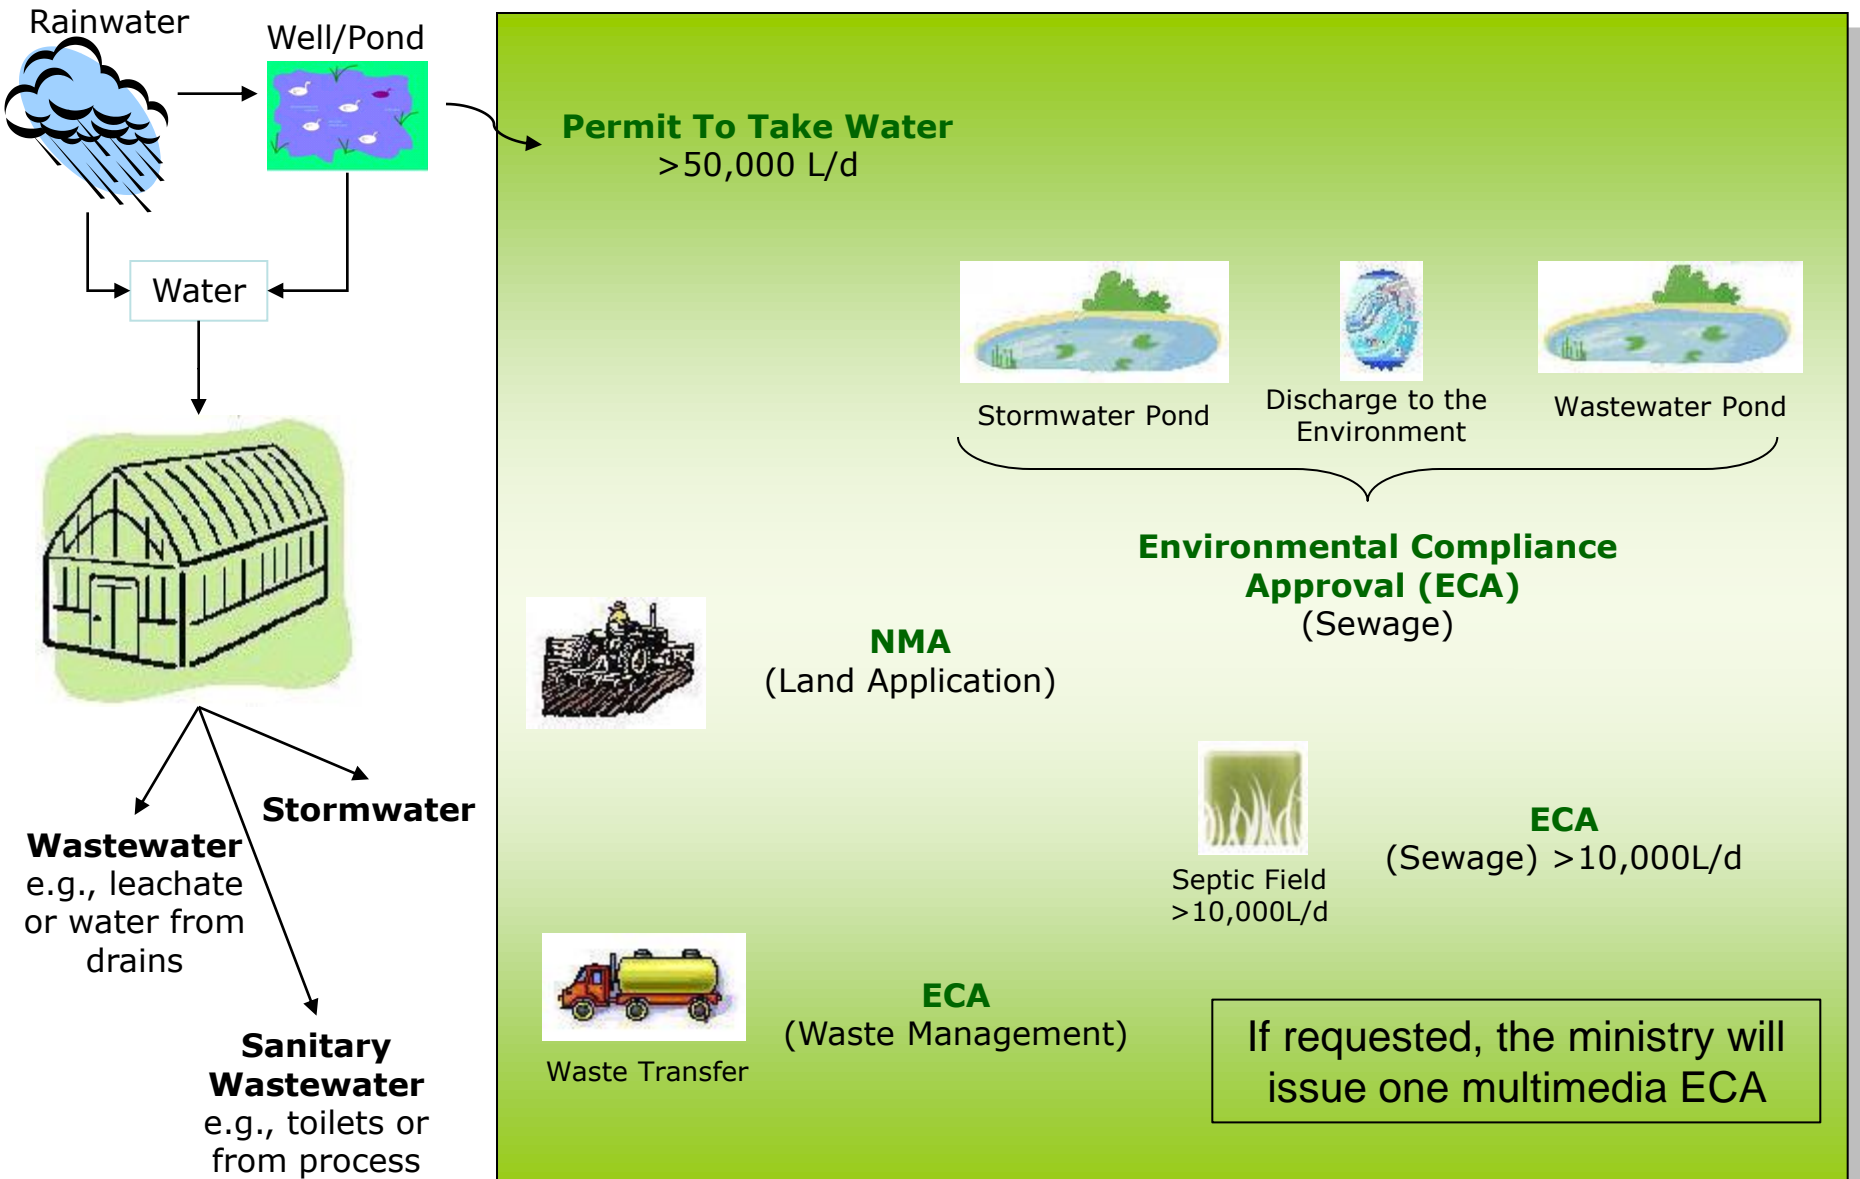 Rainwater
Well/Pond
Water
Wastewater
e.g., leachate
or water from
drains
Stormwater
Sanitary
Wastewater
e.g., toilets or
from process
Permit To Take Water
>50,000 L/d
Stormwater Pond
Discharge to the
Environment
Wastewater Pond
Environmental Compliance
Approval (ECA)
(Sewage)
NMA
(Land Application)
Septic Field
>10,000L/d
ECA
(Sewage) >10,000L/d
Waste Transfer
ECA
(Waste Management)
If requested, the ministry will
issue one multimedia ECA